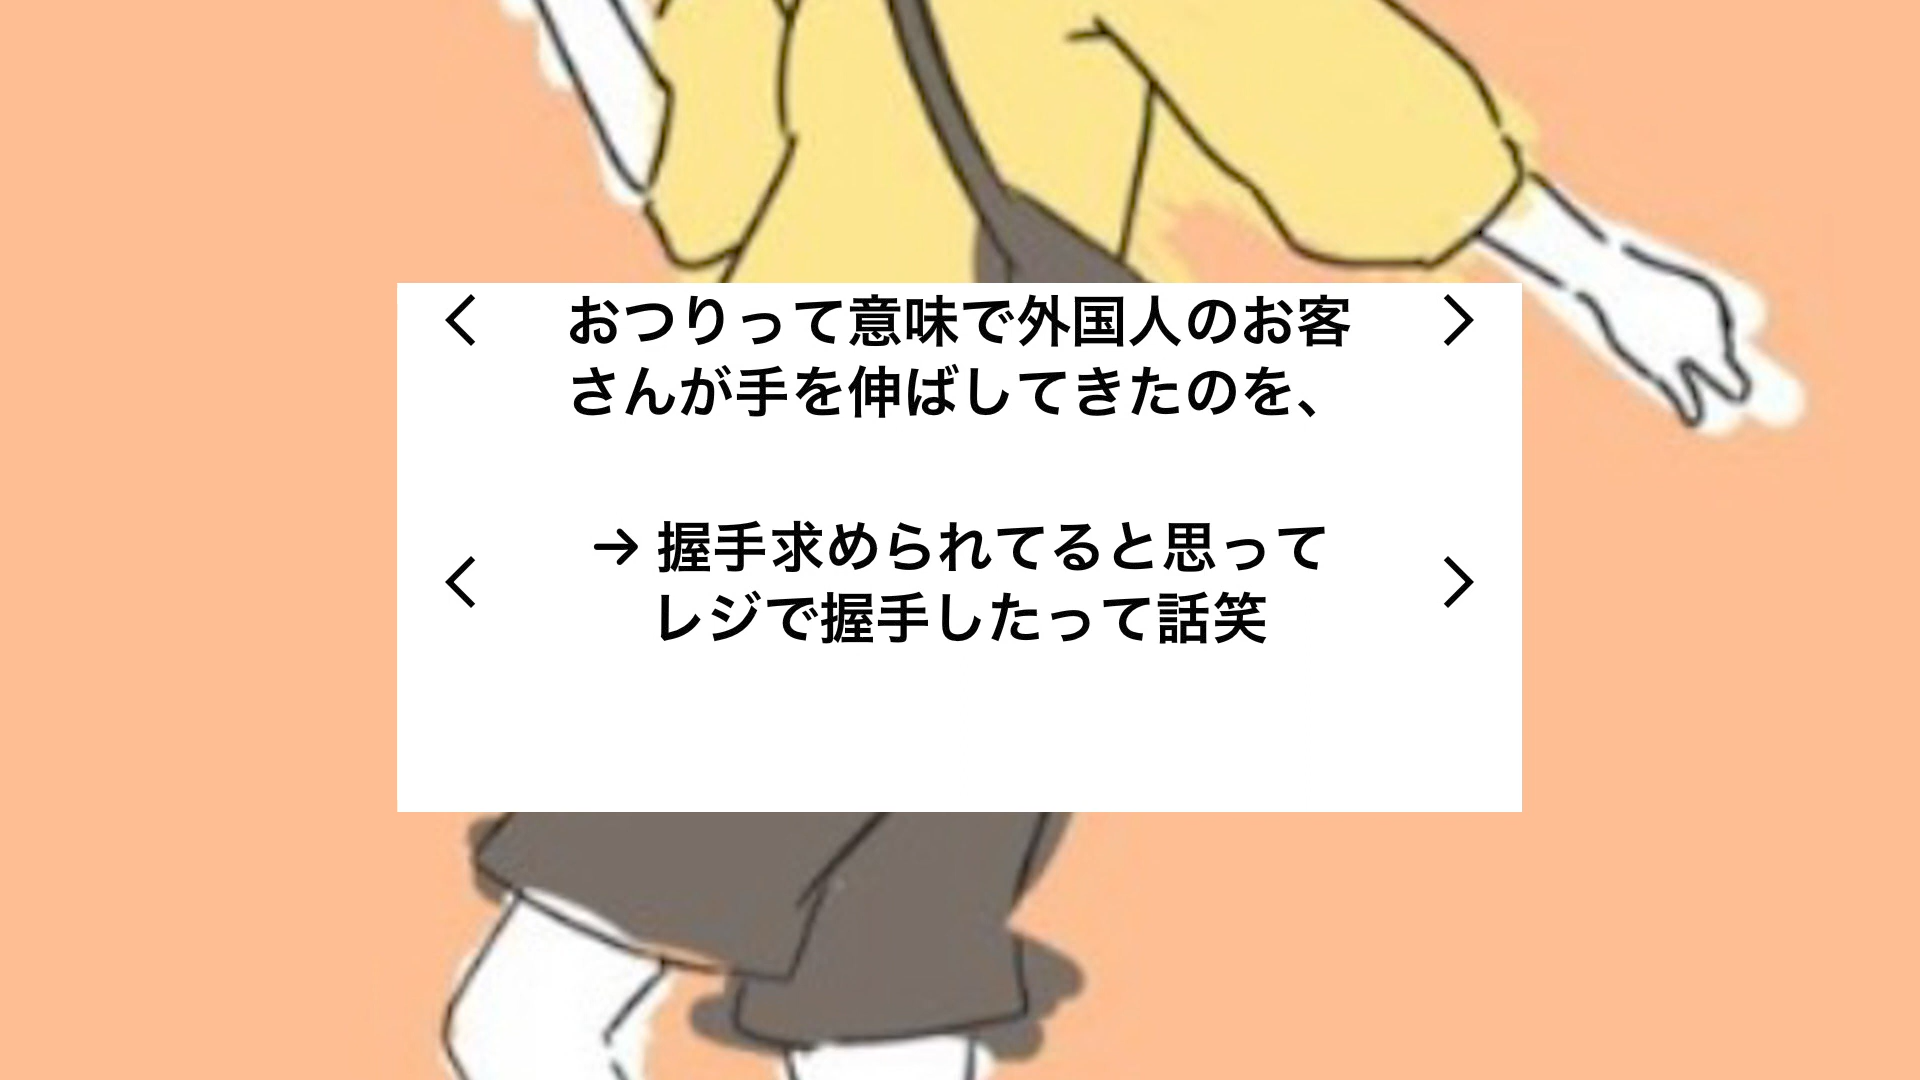 おつりって意味で外国人のお客
さんが手を伸ばしてきたのを、
→ 握手求められてると思って
レジで握手したって話笑